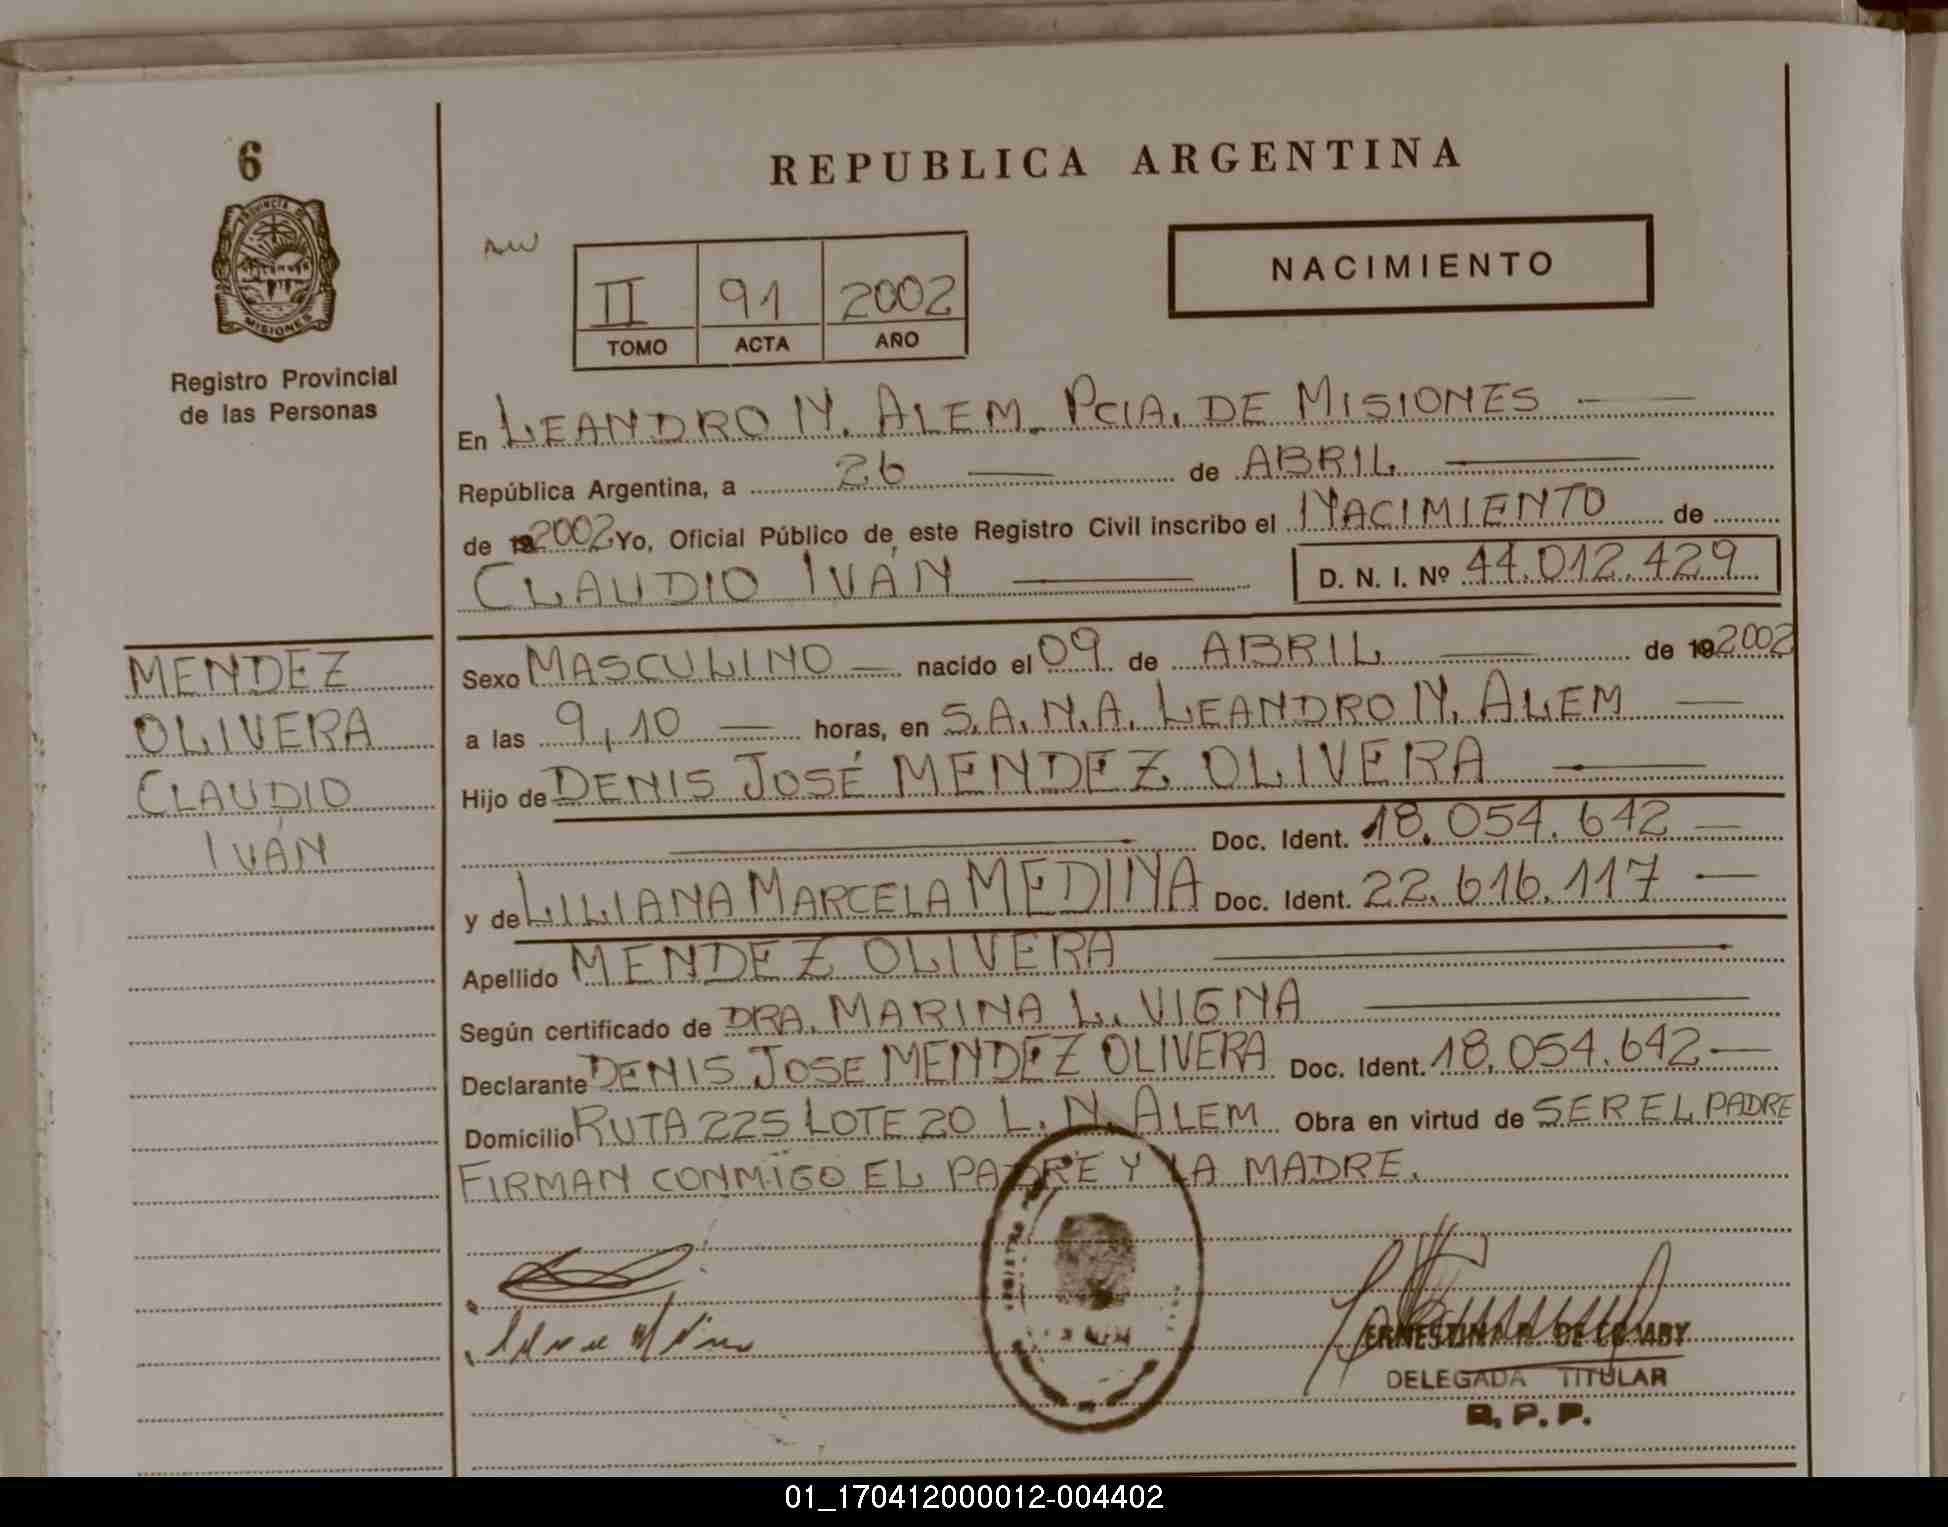 6
PROVINCIA DE
MISIONES
Registro Provincial
de las Personas
MENDEZ
OLIVERA
CLAUDIO
IVÁN
REPUBLICA ARGENTINA
II 91 2002
TOMO ACTA AÑO
NACIMIENTO
En LEANDRO N. ALEM. PCIA. DE MISIONES
República Argentina, a 26 de ABRIL
de 192002 Yo, Oficial Público de este Registro Civil inscribo el NACIMIENTO de
CLAUDIO IVÁN D. N. I. Nº 44.012.429
Sexo MASCULINO nacido el 09 de ABRIL de 192002
a las 9,10 horas, en S.A.N.A. LEANDRO N. ALEM
Hijo de DENIS JOSÉ MENDEZ OLIVERA
Doc. Ident. 18.054.642
y de LILIANA MARCELA MEDINA Doc. Ident. 22.616.117
Apellido MENDEZ OLIVERA
Según certificado de DRA. MARINA L. VIGNA
Declarante DENIS JOSE MENDEZ OLIVERA Doc. Ident. 18.054.642
Domicilio RUTA 225 LOTE 20 L. N. ALEM Obra en virtud de SER EL PADRE
FIRMAN CONMIGO EL PADRE Y LA MADRE.
DELEGADA TITULAR
R. P. P.
01_170412000012-004402